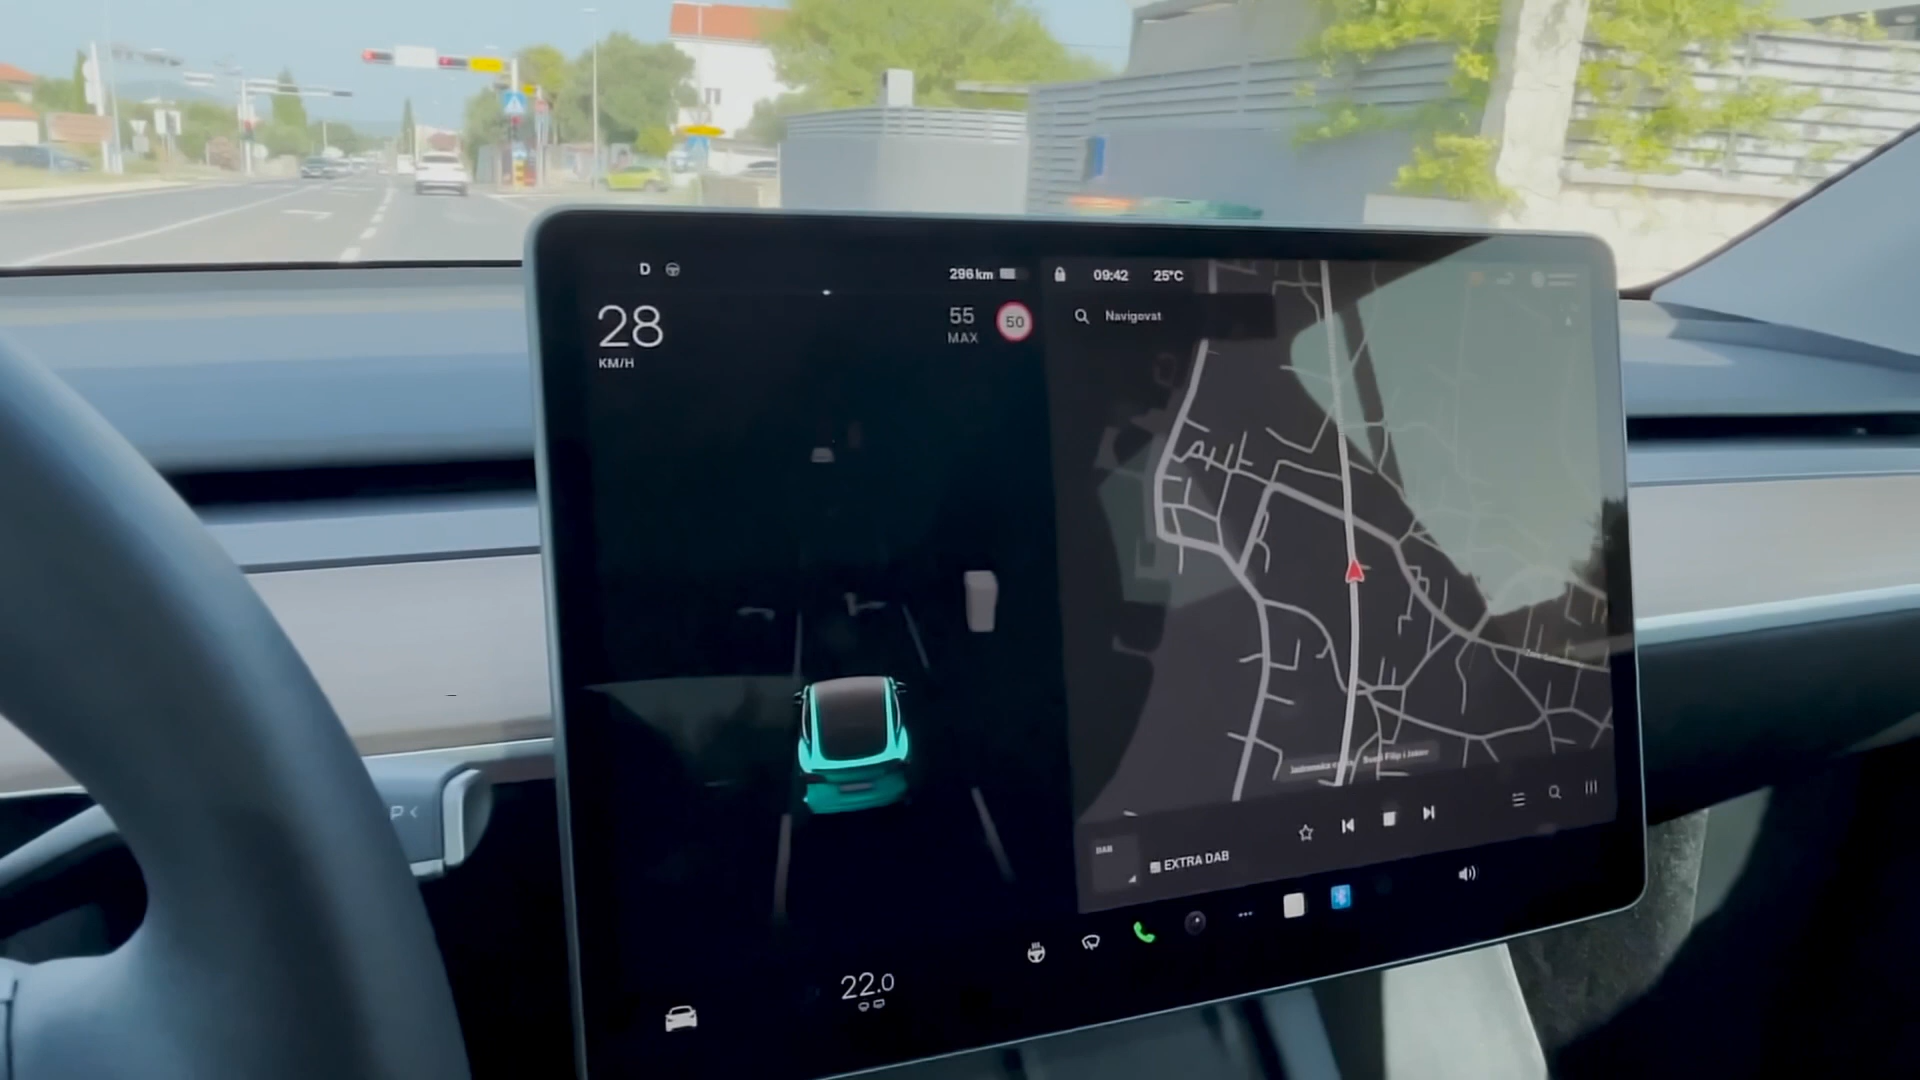 D
296 km
09:42
25°C
28
KM/H
55
MAX
50
Navigovat
DAB
EXTRA DAB
22.0
P